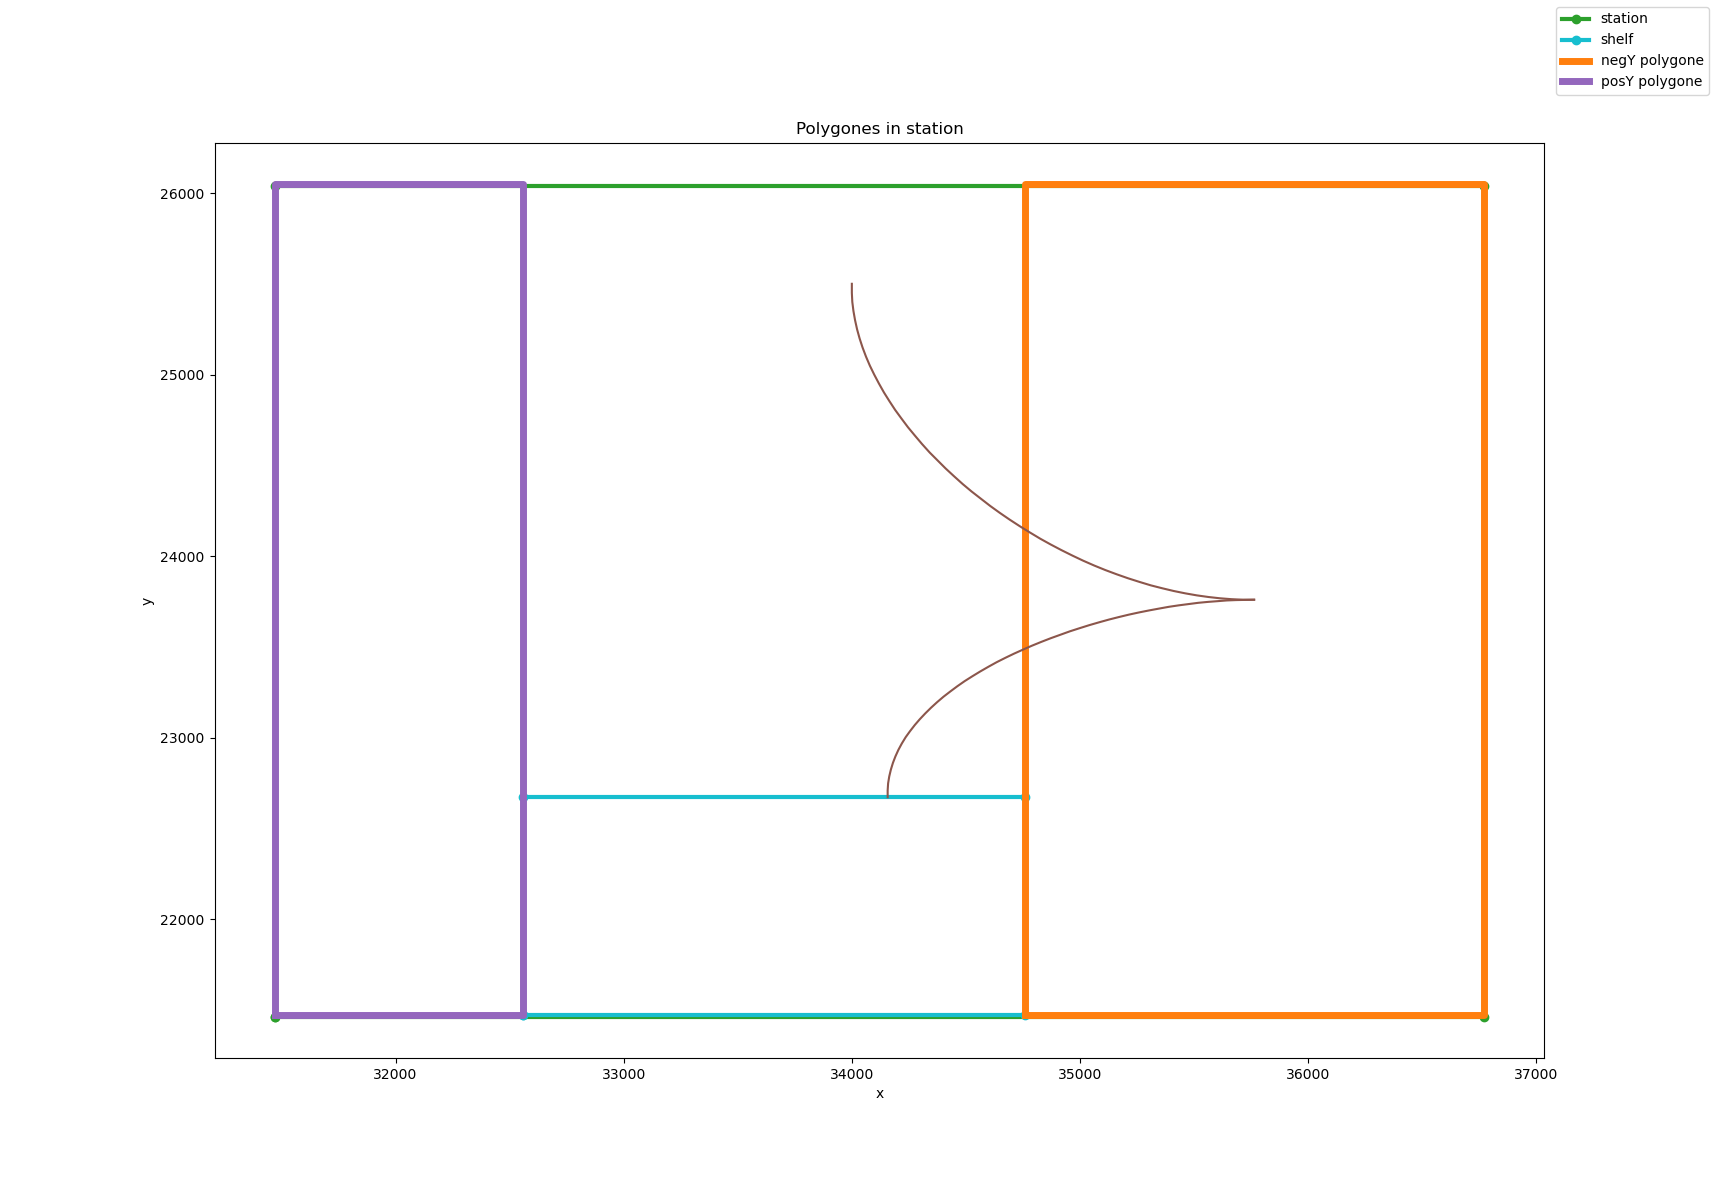 station
shelf
negY polygone
posY polygone
Polygones in station
26000
25000
24000
23000
22000
y
32000 33000 34000 35000 36000 37000
x